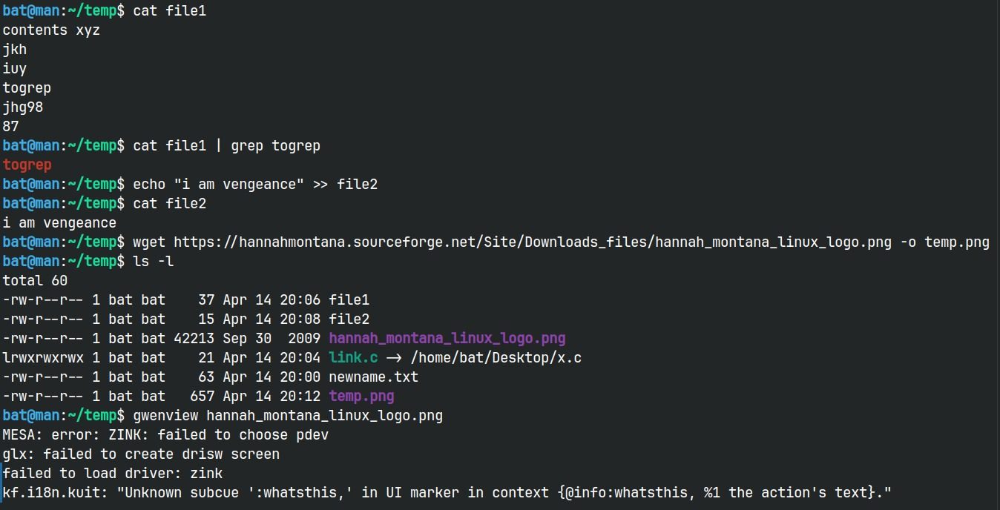 bat@man:~/temp$ cat file1
contents xyz
jkh
iuy
togrep
jhg98
87
bat@man:~/temp$ cat file1 | grep togrep
togrep
bat@man:~/temp$ echo "i am vengeance" >> file2
bat@man:~/temp$ cat file2
i am vengeance
bat@man:~/temp$ wget https://hannahmontana.sourceforge.net/Site/Downloads_files/hannah_montana_linux_logo.png -o temp.png
bat@man:~/temp$ ls -l
total 60
-rw-r--r-- 1 bat bat    37 Apr 14 20:06 file1
-rw-r--r-- 1 bat bat    15 Apr 14 20:08 file2
-rw-r--r-- 1 bat bat 42213 Sep 30  2009 hannah_montana_linux_logo.png
lrwxrwxrwx 1 bat bat    21 Apr 14 20:04 link.c -> /home/bat/Desktop/x.c
-rw-r--r-- 1 bat bat    63 Apr 14 20:00 newname.txt
-rw-r--r-- 1 bat bat   657 Apr 14 20:12 temp.png
bat@man:~/temp$ gwenview hannah_montana_linux_logo.png
MESA: error: ZINK: failed to choose pdev
glx: failed to create drisw screen
failed to load driver: zink
kf.i18n.kuit: "Unknown subcue ':whatsthis,' in UI marker in context {@info:whatsthis, %1 the action's text}."